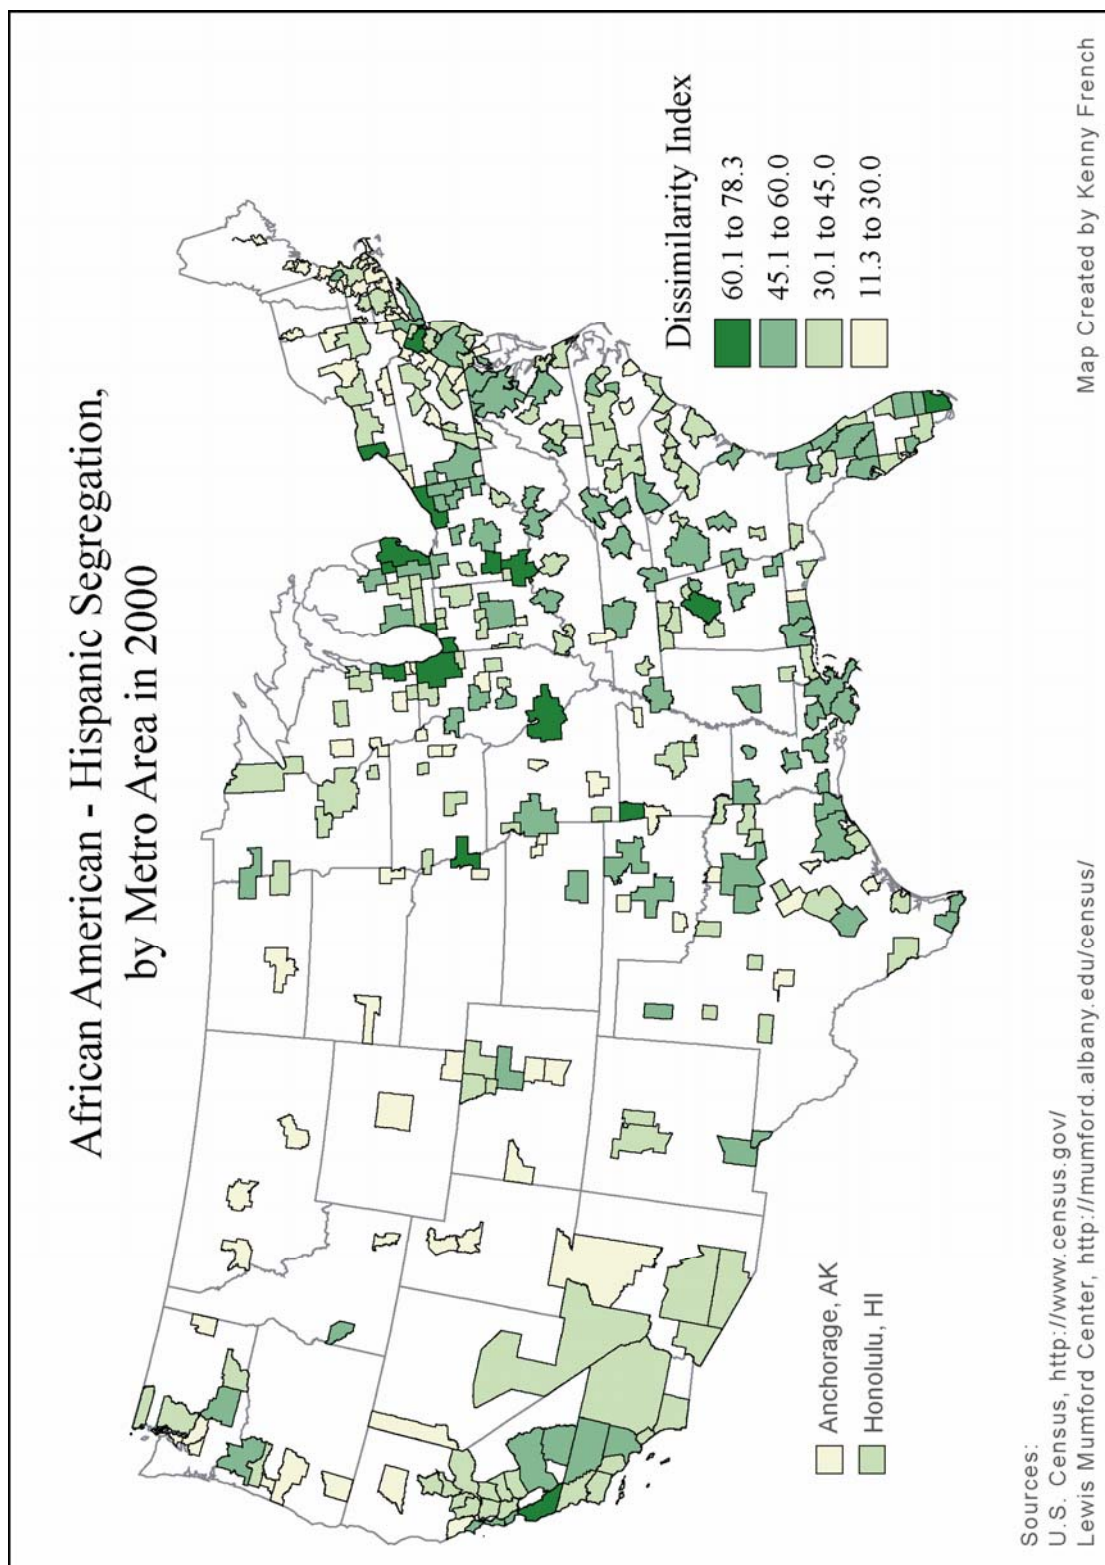 African American - Hispanic Segregation,
by Metro Area in 2000
Dissimilarity Index
60.1 to 78.3
45.1 to 60.0
30.1 to 45.0
11.3 to 30.0
Anchorage, AK
Honolulu, HI
Sources:
U.S. Census, http://www.census.gov/
Lewis Mumford Center, http://mumford.albany.edu/census/
Map Created by Kenny French